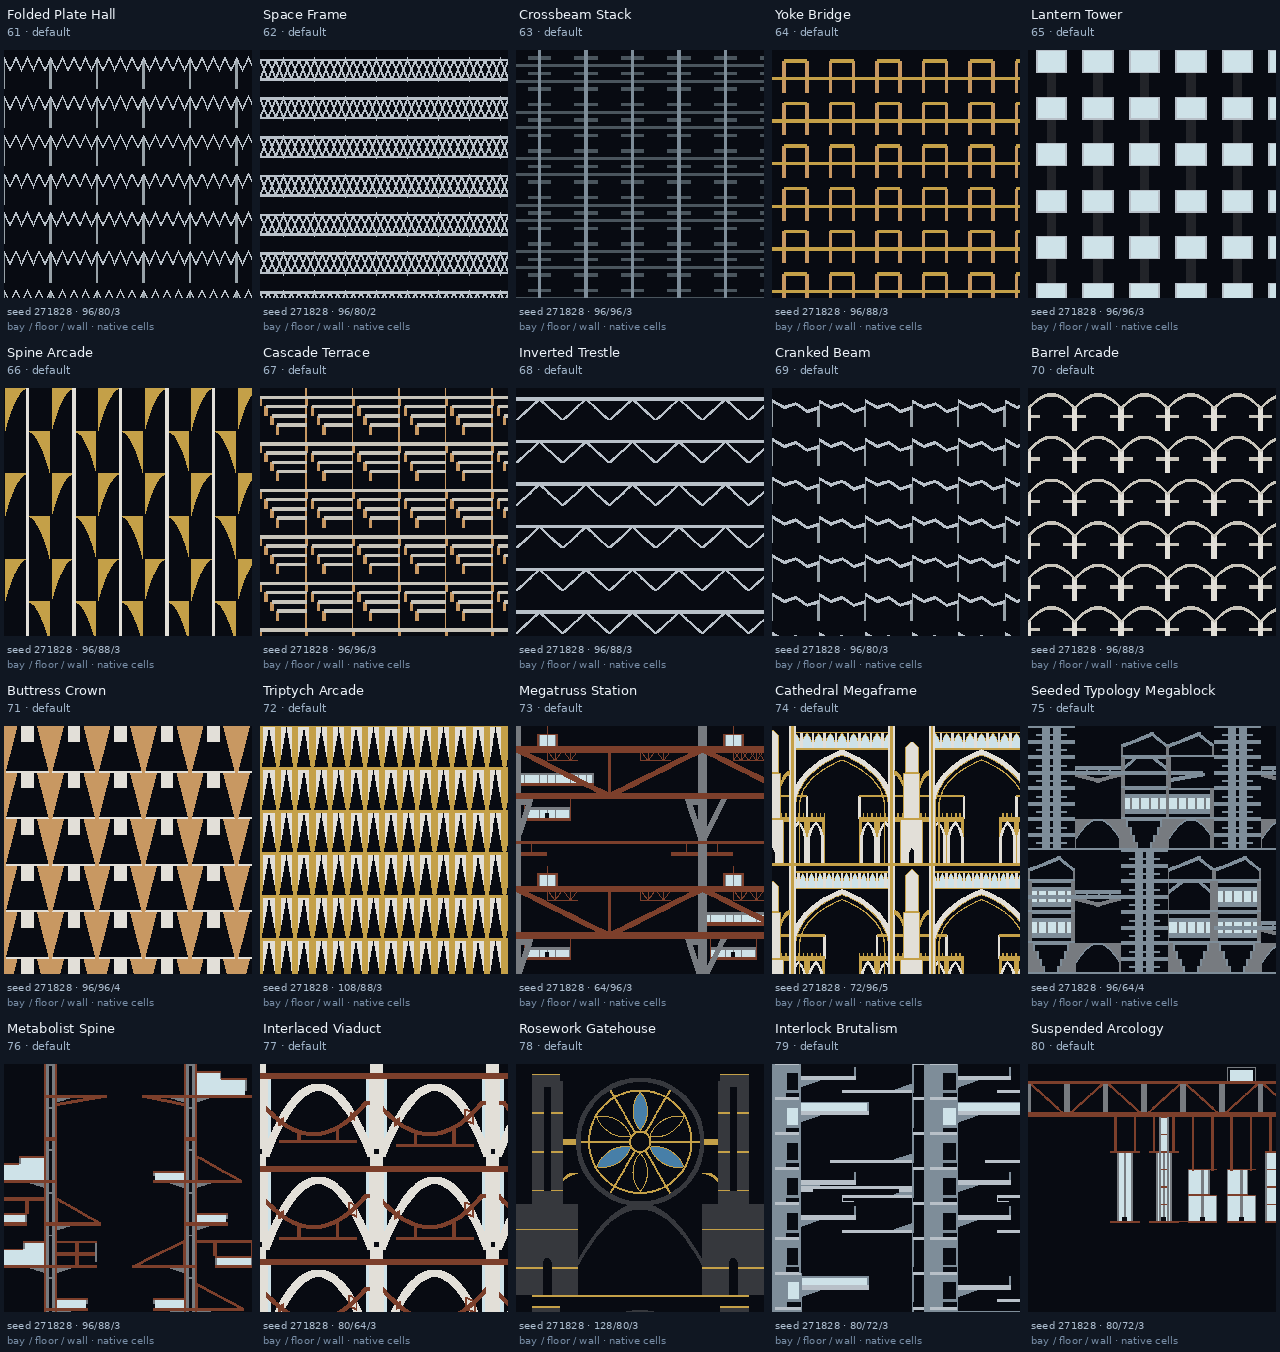 Folded Plate Hall
61 · default
Space Frame
62 · default
Crossbeam Stack
63 · default
Yoke Bridge
64 · default
Lantern Tower
65 · default
seed 271828 · 96/80/3
bay / floor / wall · native cells
seed 271828 · 96/80/2
bay / floor / wall · native cells
seed 271828 · 96/96/3
bay / floor / wall · native cells
seed 271828 · 96/88/3
bay / floor / wall · native cells
seed 271828 · 96/96/3
bay / floor / wall · native cells
Spine Arcade
66 · default
Cascade Terrace
67 · default
Inverted Trestle
68 · default
Cranked Beam
69 · default
Barrel Arcade
70 · default
seed 271828 · 96/88/3
bay / floor / wall · native cells
seed 271828 · 96/96/3
bay / floor / wall · native cells
seed 271828 · 96/88/3
bay / floor / wall · native cells
seed 271828 · 96/80/3
bay / floor / wall · native cells
seed 271828 · 96/88/3
bay / floor / wall · native cells
Buttress Crown
71 · default
Triptych Arcade
72 · default
Megatruss Station
73 · default
Cathedral Megaframe
74 · default
Seeded Typology Megablock
75 · default
seed 271828 · 96/96/4
bay / floor / wall · native cells
seed 271828 · 108/88/3
bay / floor / wall · native cells
seed 271828 · 64/96/3
bay / floor / wall · native cells
seed 271828 · 72/96/5
bay / floor / wall · native cells
seed 271828 · 96/64/4
bay / floor / wall · native cells
Metabolist Spine
76 · default
Interlaced Viaduct
77 · default
Rosework Gatehouse
78 · default
Interlock Brutalism
79 · default
Suspended Arcology
80 · default
seed 271828 · 96/88/3
bay / floor / wall · native cells
seed 271828 · 80/64/3
bay / floor / wall · native cells
seed 271828 · 128/80/3
bay / floor / wall · native cells
seed 271828 · 80/72/3
bay / floor / wall · native cells
seed 271828 · 80/72/3
bay / floor / wall · native cells